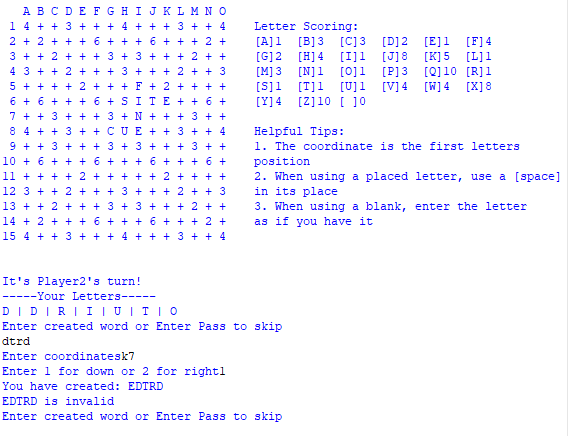 A B C D E F G H I J K L M N O
1 4 + + 3 + + + 4 + + + 3 + + 4 Letter Scoring:
2 + 2 + + + 6 + + + 6 + + + 2 + [A]1 [B]3 [C]3 [D]2 [E]1 [F]4
3 + + 2 + + + 3 + 3 + + + 2 + + [G]2 [H]4 [I]1 [J]8 [K]5 [L]1
4 3 + + 2 + + + 3 + + + 2 + + 3 [M]3 [N]1 [O]1 [P]3 [Q]10 [R]1
5 + + + + 2 + + + F + 2 + + + + [S]1 [T]1 [U]1 [V]4 [W]4 [X]8
6 + 6 + + + 6 + S I T E + + 6 + [Y]4 [Z]10 [ ]0
7 + + 3 + + + 3 + N + + + 3 + +
8 4 + + 3 + + C U E + + 3 + + 4 Helpful Tips:
9 + + 3 + + + 3 + 3 + + + 3 + + 1. The coordinate is the first letters
10 + 6 + + + 6 + + + 6 + + + 6 + position
11 + + + + 2 + + + + + 2 + + + + 2. When using a placed letter, use a [space]
12 3 + + 2 + + + 3 + + + 2 + + 3 in its place
13 + + 2 + + + 3 + 3 + + + 2 + + 3. When using a blank, enter the letter
14 + 2 + + + 6 + + + 6 + + + 2 + as if you have it
15 4 + + 3 + + + 4 + + + 3 + + 4
It's Player2's turn!
-----Your Letters-----
D | D | R | I | U | T | O
Enter created word or Enter Pass to skip
dtrd
Enter coordinatesk7
Enter 1 for down or 2 for right1
You have created: EDTRD
EDTRD is invalid
Enter created word or Enter Pass to skip